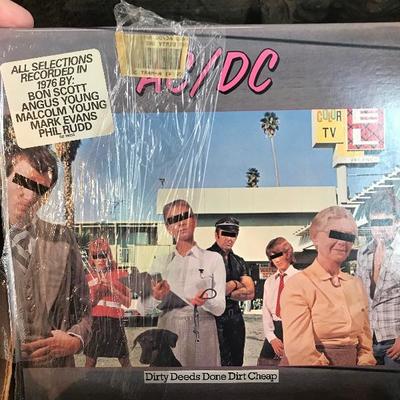 ALL SELECTIONS
RECORDED IN
1976 BY:
BON SCOTT
ANGUS YOUNG
MALCOLM YOUNG
MARK EVANS
PHIL RUDD
AC/DC
COLOR
TV
Dirty Deeds Done Dirt Cheap